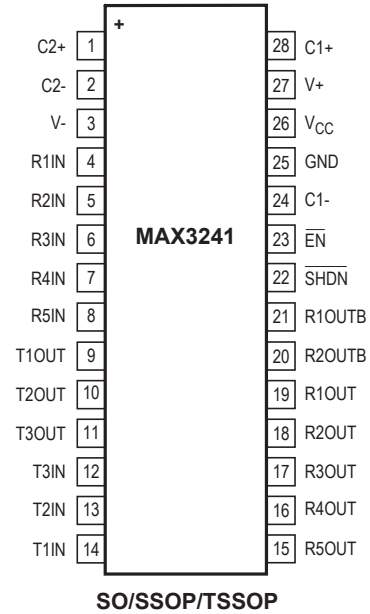 +
C2+ 1 28 C1+
C2- 2 27 V+
V- 3 26 VCC
R1IN 4 25 GND
R2IN 5 24 C1-
R3IN 6 MAX3241 23 E̅N̅
R4IN 7 22 S̅H̅D̅N̅
R5IN 8 21 R1OUTB
T1OUT 9 20 R2OUTB
T2OUT 10 19 R1OUT
T3OUT 11 18 R2OUT
T3IN 12 17 R3OUT
T2IN 13 16 R4OUT
T1IN 14 15 R5OUT
SO/SSOP/TSSOP